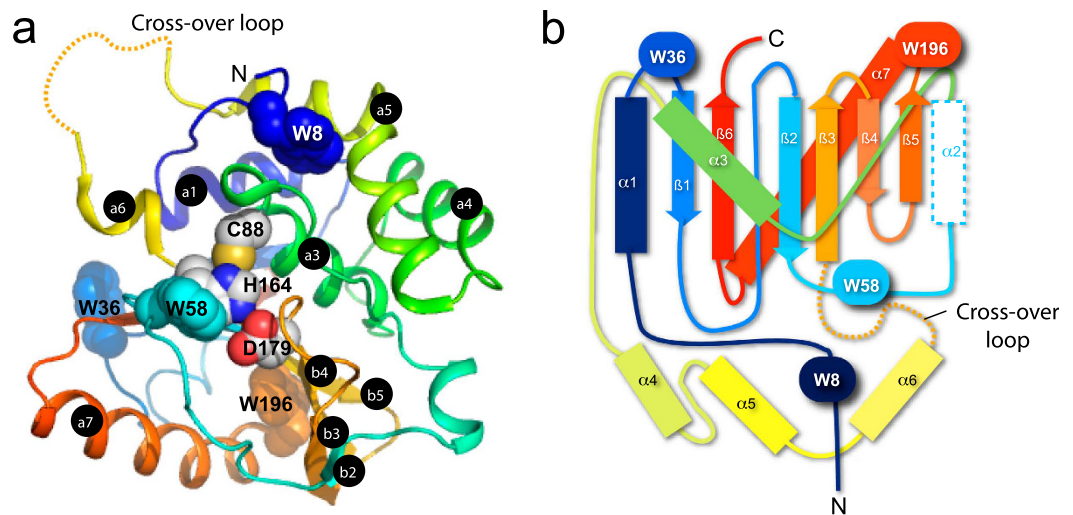 a
Cross-over loop
N
W8
a5
a1
a6
a4
C88
a3
H164
W36
W58
D179
b4
b5
W196
a7
b3
b2
b
W36
C
W196
α7
ß6
ß2
ß3
ß4
ß5
α2
α3
α1
ß1
W58
Cross-over
loop
α4
α5
W8
α6
N